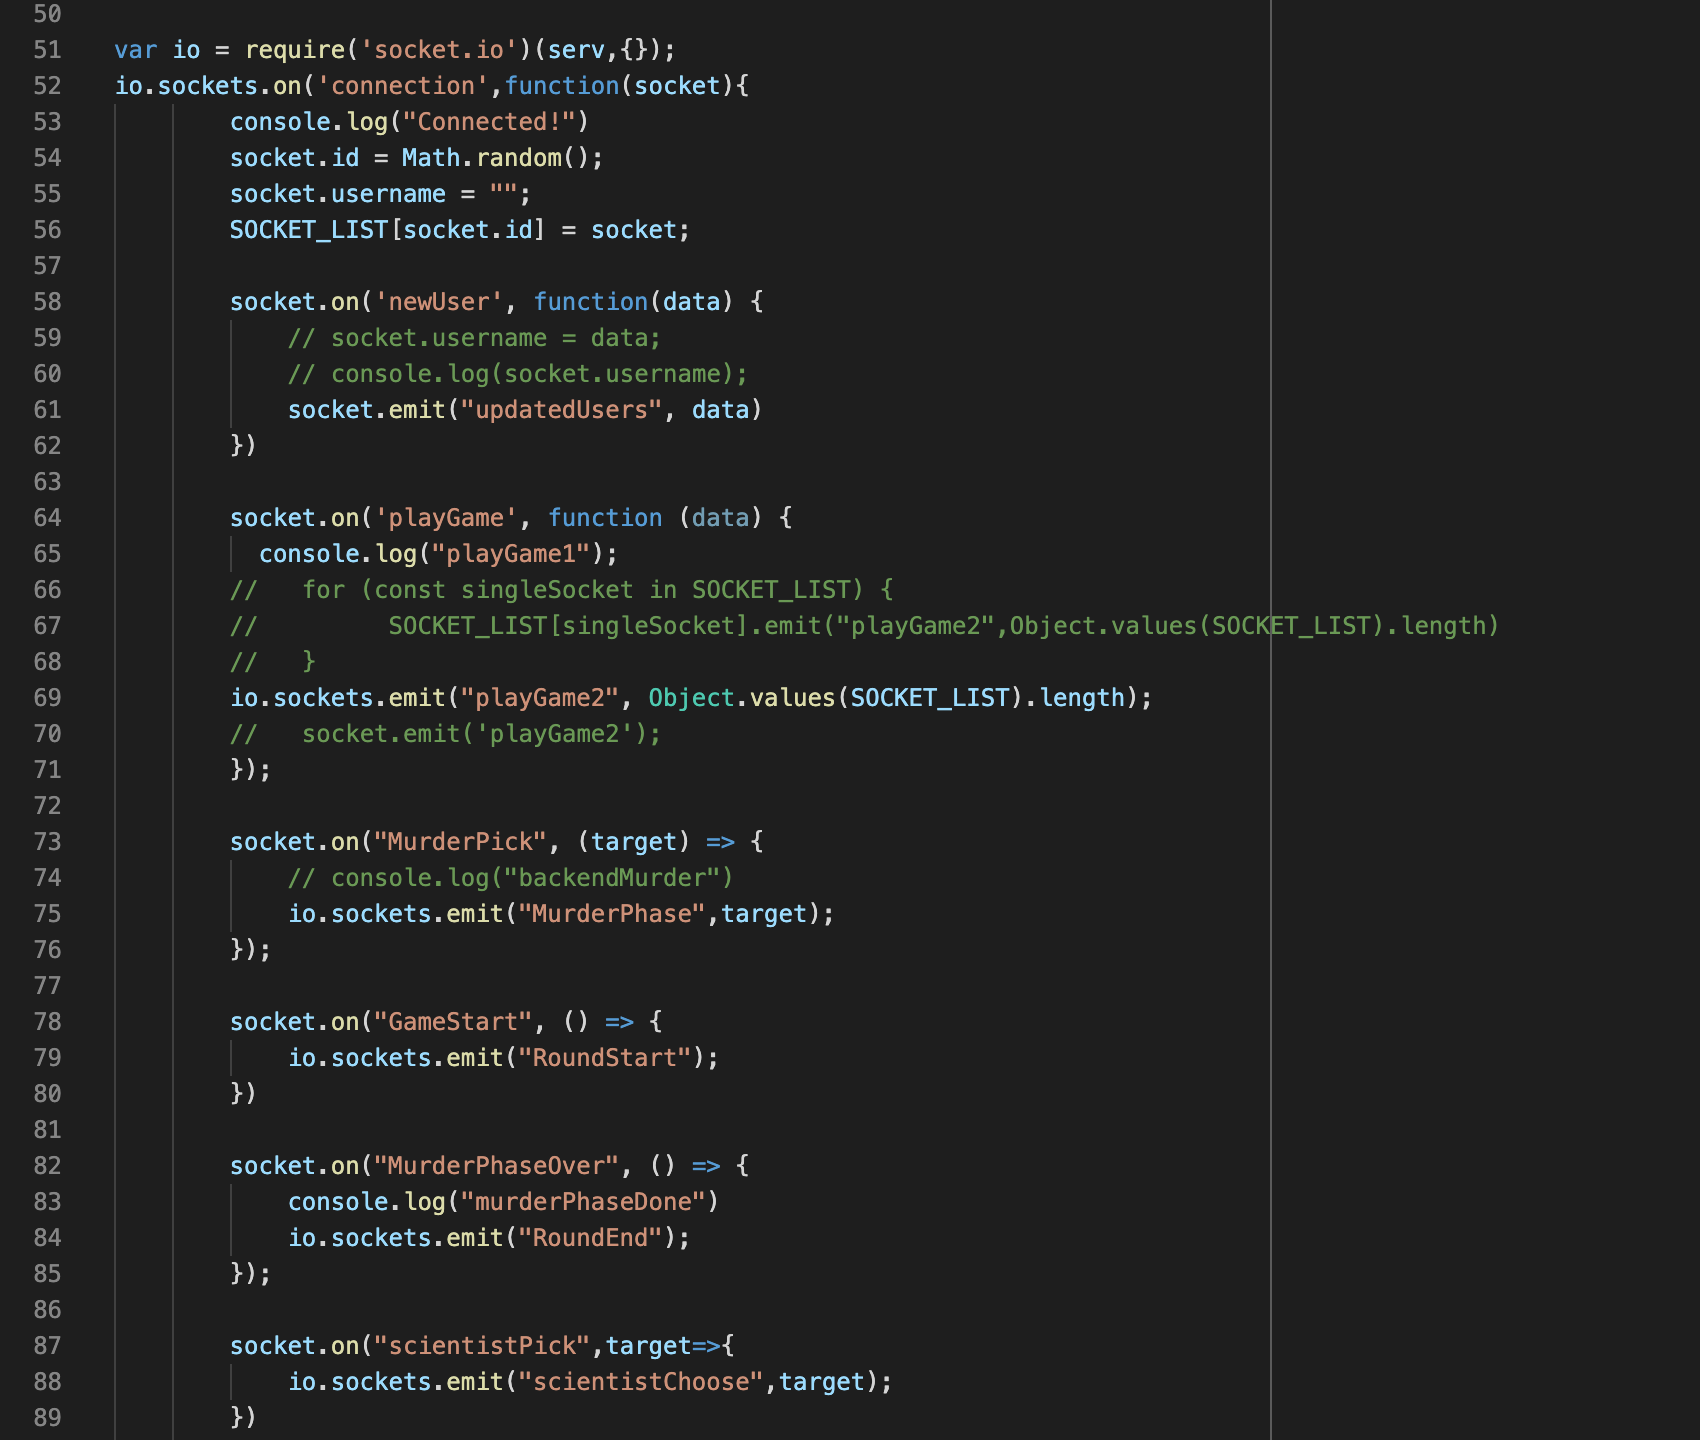 50
51 var io = require('socket.io')(serv,{});
52 io.sockets.on('connection',function(socket){
53 console.log("Connected!")
54 socket.id = Math.random();
55 socket.username = "";
56 SOCKET_LIST[socket.id] = socket;
57
58 socket.on('newUser', function(data) {
59 // socket.username = data;
60 // console.log(socket.username);
61 socket.emit("updatedUsers", data)
62 })
63
64 socket.on('playGame', function (data) {
65 console.log("playGame1");
66 //   for (const singleSocket in SOCKET_LIST) {
67 //         SOCKET_LIST[singleSocket].emit("playGame2",Object.values(SOCKET_LIST).length)
68 //   }
69 io.sockets.emit("playGame2", Object.values(SOCKET_LIST).length);
70 //   socket.emit('playGame2');
71 });
72
73 socket.on("MurderPick", (target) => {
74 // console.log("backendMurder")
75 io.sockets.emit("MurderPhase",target);
76 });
77
78 socket.on("GameStart", () => {
79 io.sockets.emit("RoundStart");
80 })
81
82 socket.on("MurderPhaseOver", () => {
83 console.log("murderPhaseDone")
84 io.sockets.emit("RoundEnd");
85 });
86
87 socket.on("scientistPick",target=>{
88 io.sockets.emit("scientistChoose",target);
89 })